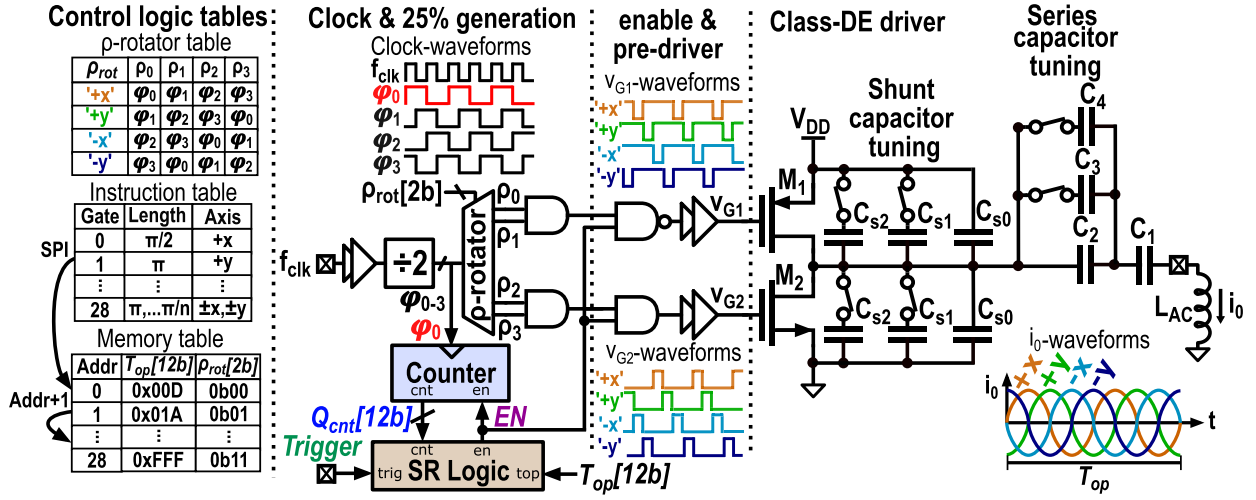 Control logic tables
ρ-rotator table
ρrot ρ0 ρ1 ρ2 ρ3
'+x' φ0 φ1 φ2 φ3
'+y' φ1 φ2 φ3 φ0
'-x' φ2 φ3 φ0 φ1
'-y' φ3 φ0 φ1 φ2
Instruction table
Gate Length Axis
0 π/2 +x
1 π +y
⋮ ⋮ ⋮
28 π,...π/n ±x,±y
SPI
Memory table
Addr Top[12b] ρrot[2b]
0 0x00D 0b00
1 0x01A 0b01
⋮ ⋮ ⋮
28 0xFFF 0b11
Addr+1
Clock & 25% generation
Clock-waveforms
fclk
φ0
φ1
φ2
φ3
ρrot[2b]
ρ0
ρ1
fclk
÷2
ρ-rotator
φ0-3
ρ2
ρ3
φ0
Counter
cnt en
Qcnt[12b]
EN
Trigger
cnt en
trig SR Logic top
Top[12b]
enable &
pre-driver
vG1-waveforms
'+x'
'+y'
'-x'
'-y'
vG1
vG2
vG2-waveforms
'+x'
'+y'
'-x'
'-y'
Class-DE driver
VDD
Shunt
capacitor
tuning
M1
Cs2 Cs1 Cs0
M2
Cs2 Cs1 Cs0
Series
capacitor
tuning
C4
C3
C2 C1
LAC i0
i0-waveforms
i0
+x +y -x -y
t
Top